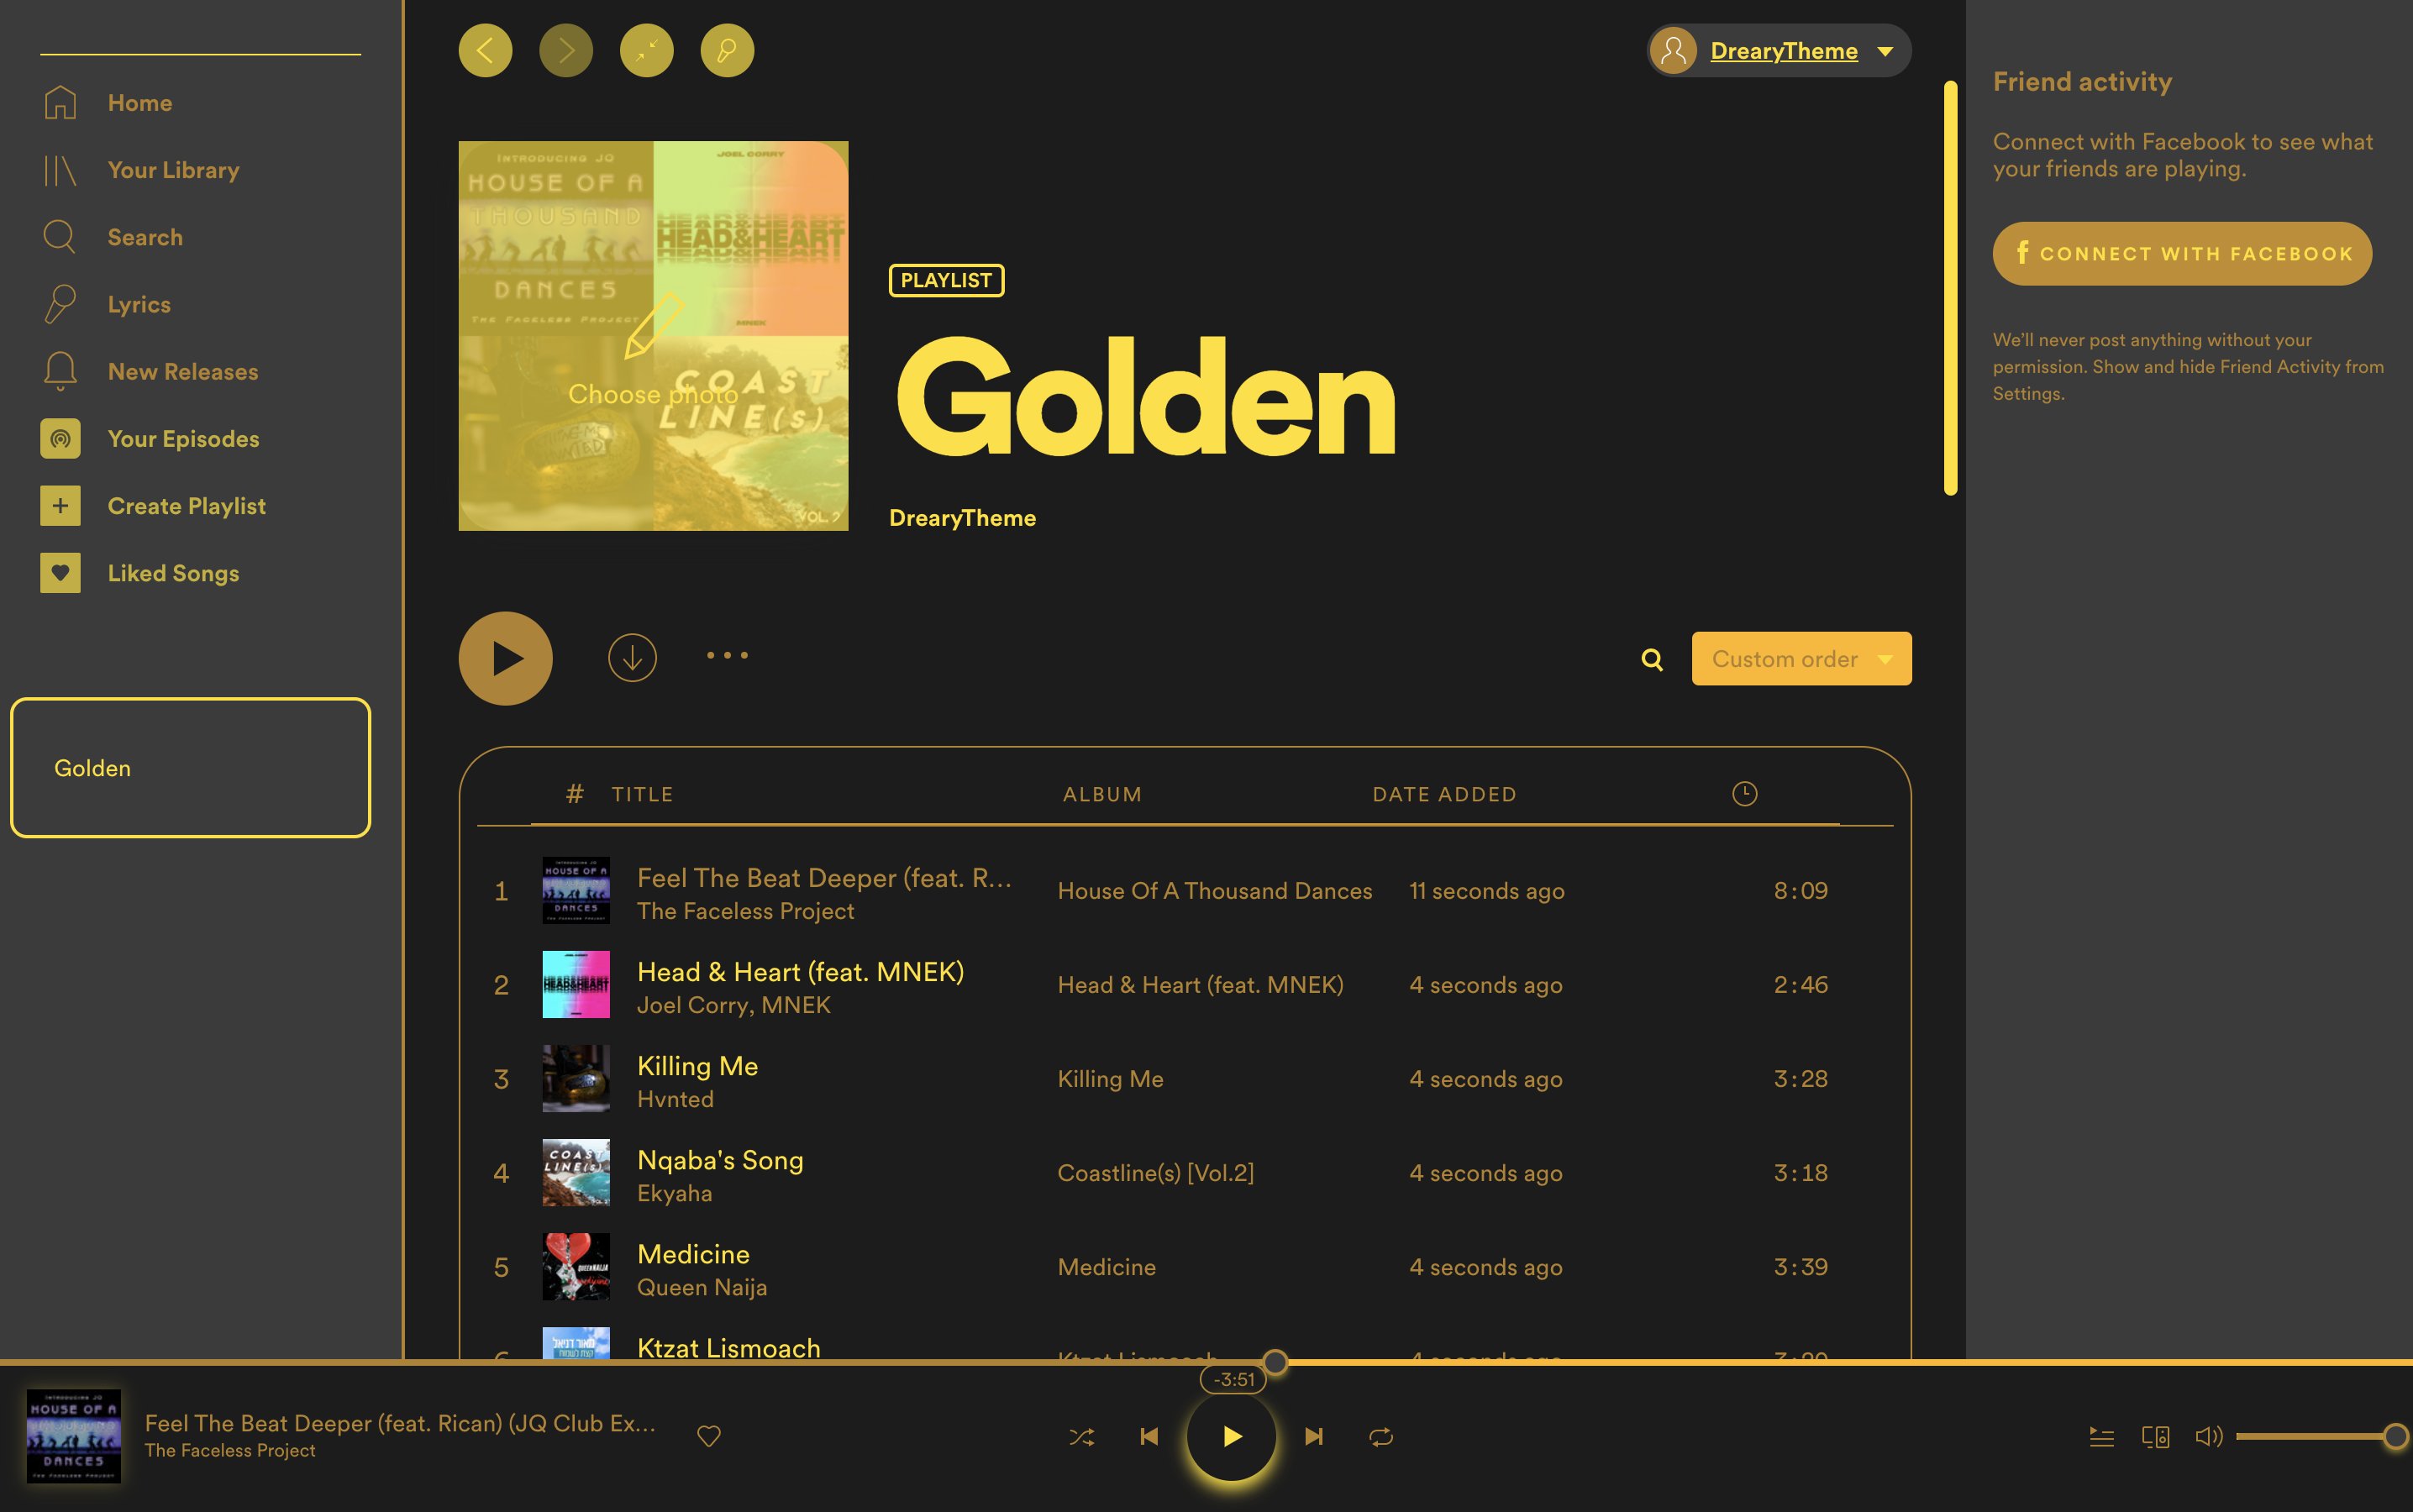 Home
Your Library
Search
Lyrics
New Releases
Your Episodes
Create Playlist
Liked Songs
Golden
DrearyTheme
INTRODUCING JQ
HOUSE OF A
THOUSAND
DANCES
THE FACELESS PROJECT
JOEL CORRY
HEAD&HEART
MNEK
COAST
LINE(S)
VOL.2
Choose photo
PLAYLIST
Golden
DrearyTheme
Custom order
# TITLE ALBUM DATE ADDED
1 Feel The Beat Deeper (feat. R... House Of A Thousand Dances 11 seconds ago 8:09
The Faceless Project
2 Head & Heart (feat. MNEK) Head & Heart (feat. MNEK) 4 seconds ago 2:46
Joel Corry, MNEK
3 Killing Me Killing Me 4 seconds ago 3:28
Hvnted
4 Nqaba's Song Coastline(s) [Vol.2] 4 seconds ago 3:18
Ekyaha
5 Medicine Medicine 4 seconds ago 3:39
Queen Naija
Ktzat Lismoach
Friend activity
Connect with Facebook to see what
your friends are playing.
f CONNECT WITH FACEBOOK
We'll never post anything without your
permission. Show and hide Friend Activity from
Settings.
HOUSE OF A
DANCES
Feel The Beat Deeper (feat. Rican) (JQ Club Ex...
The Faceless Project
-3:51